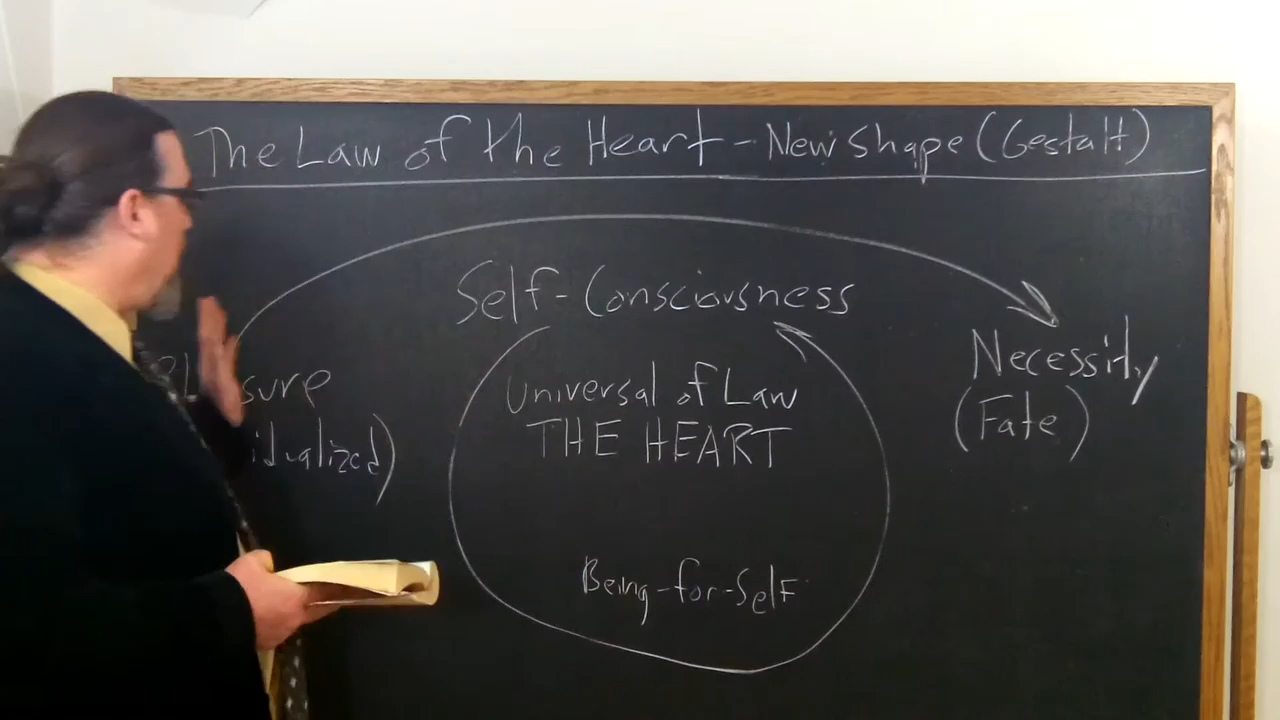 The Law of the Heart - New Shape (Gestalt)
Self-Consciousness
Universal of Law
THE HEART
Being-for-Self
Necessity
(Fate)